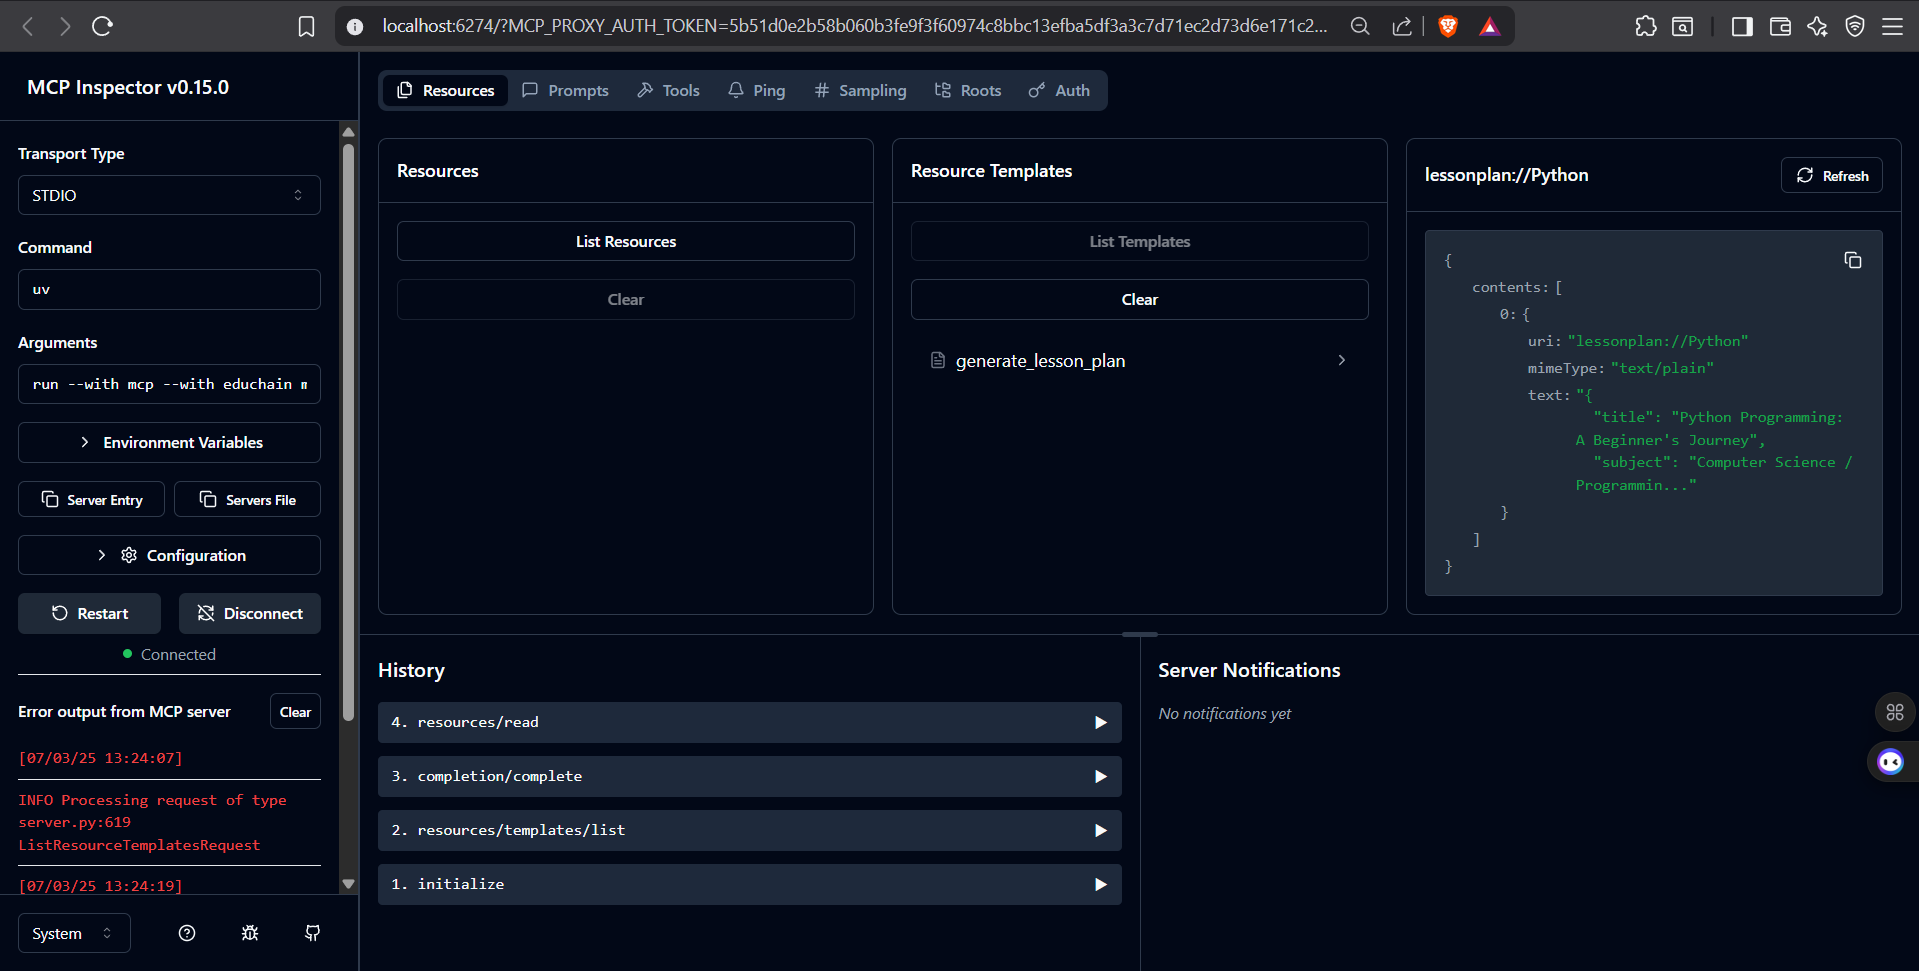 localhost:6274/?MCP_PROXY_AUTH_TOKEN=5b51d0e2b58b060b3fe9f3f60974c8bbc13efba5df3a3c7d71ec2d73d6e171c2...
MCP Inspector v0.15.0
Transport Type
STDIO
Command
uv
Arguments
run --with mcp --with educhain m
Environment Variables
Server Entry
Servers File
Configuration
Restart
Disconnect
Connected
Error output from MCP server
Clear
[07/03/25 13:24:07]
INFO Processing request of type
server.py:619
ListResourceTemplatesRequest
[07/03/25 13:24:19]
System
Resources
Prompts
Tools
Ping
Sampling
Roots
Auth
Resources
List Resources
Clear
Resource Templates
List Templates
Clear
generate_lesson_plan
lessonplan://Python
Refresh
{
contents: [
0: {
uri: "lessonplan://Python"
mimeType: "text/plain"
text: "{
"title": "Python Programming:
A Beginner's Journey",
"subject": "Computer Science /
Programmin..."
}
]
}
History
4. resources/read
3. completion/complete
2. resources/templates/list
1. initialize
Server Notifications
No notifications yet